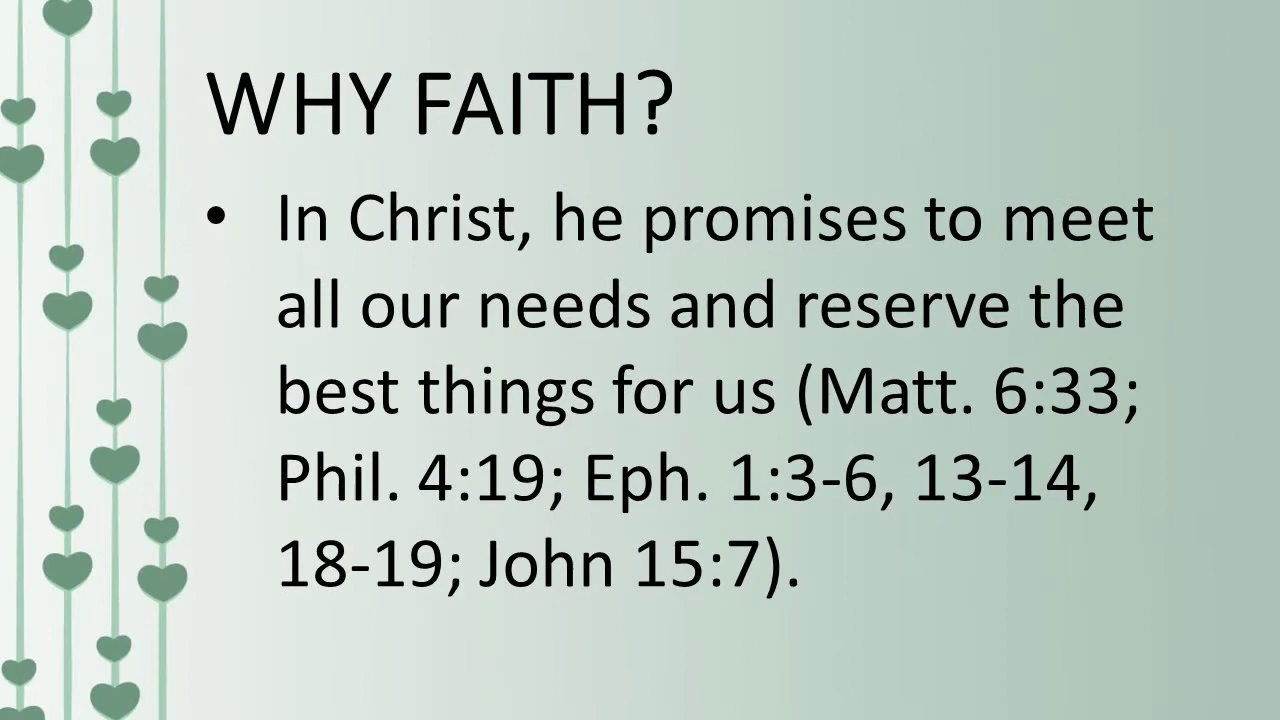 WHY FAITH?
• In Christ, he promises to meet
all our needs and reserve the
best things for us (Matt. 6:33;
Phil. 4:19; Eph. 1:3-6, 13-14,
18-19; John 15:7).